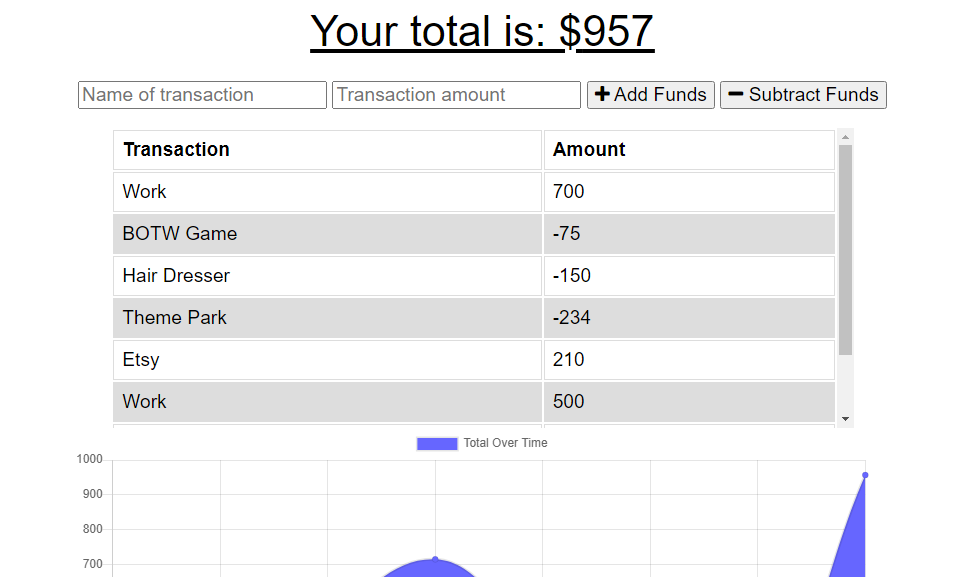 Your total is: $957
Name of transaction Transaction amount + Add Funds − Subtract Funds
Transaction Amount
Work 700
BOTW Game -75
Hair Dresser -150
Theme Park -234
Etsy 210
Work 500
Total Over Time
1000
900
800
700